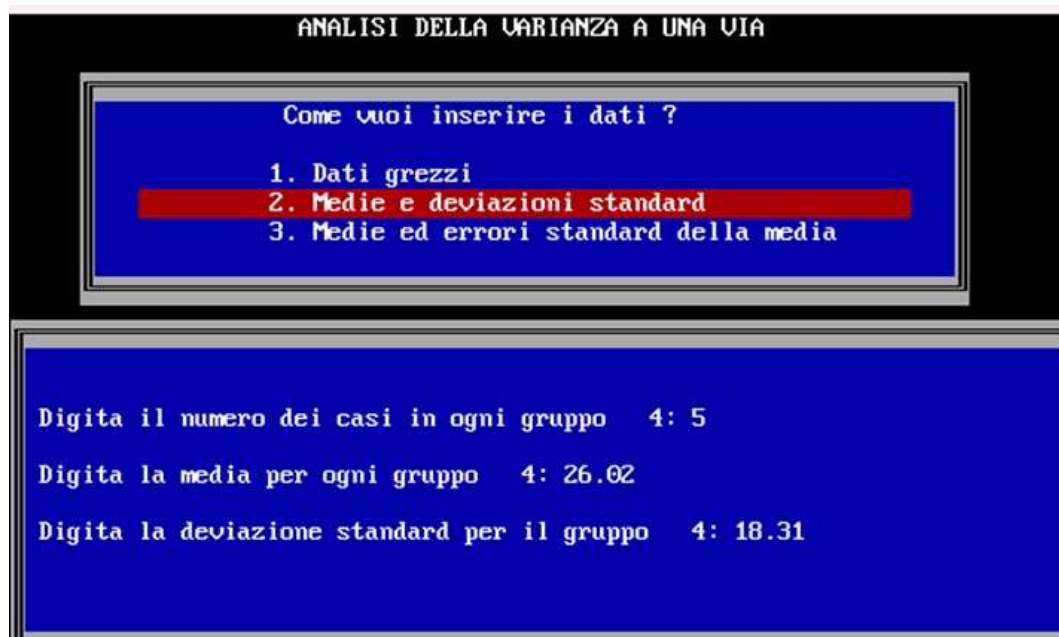 ANALISI DELLA VARIANZA A UNA VIA
Come vuoi inserire i dati ?
1. Dati grezzi
2. Medie e deviazioni standard
3. Medie ed errori standard della media
Digita il numero dei casi in ogni gruppo 4: 5
Digita la media per ogni gruppo 4: 26.02
Digita la deviazione standard per il gruppo 4: 18.31